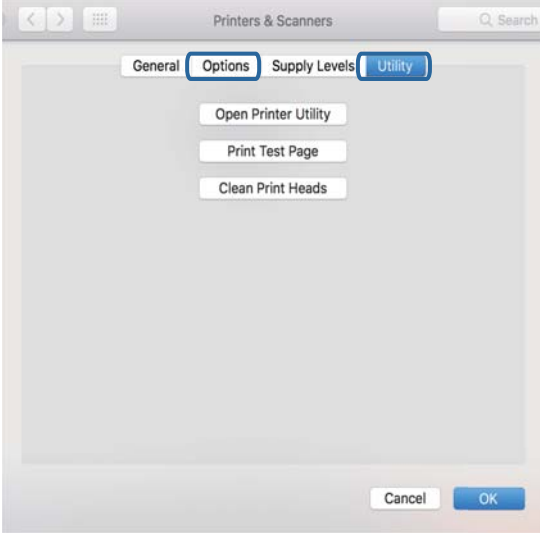 Printers & Scanners Search
General Options Supply Levels Utility
Open Printer Utility
Print Test Page
Clean Print Heads
Cancel OK